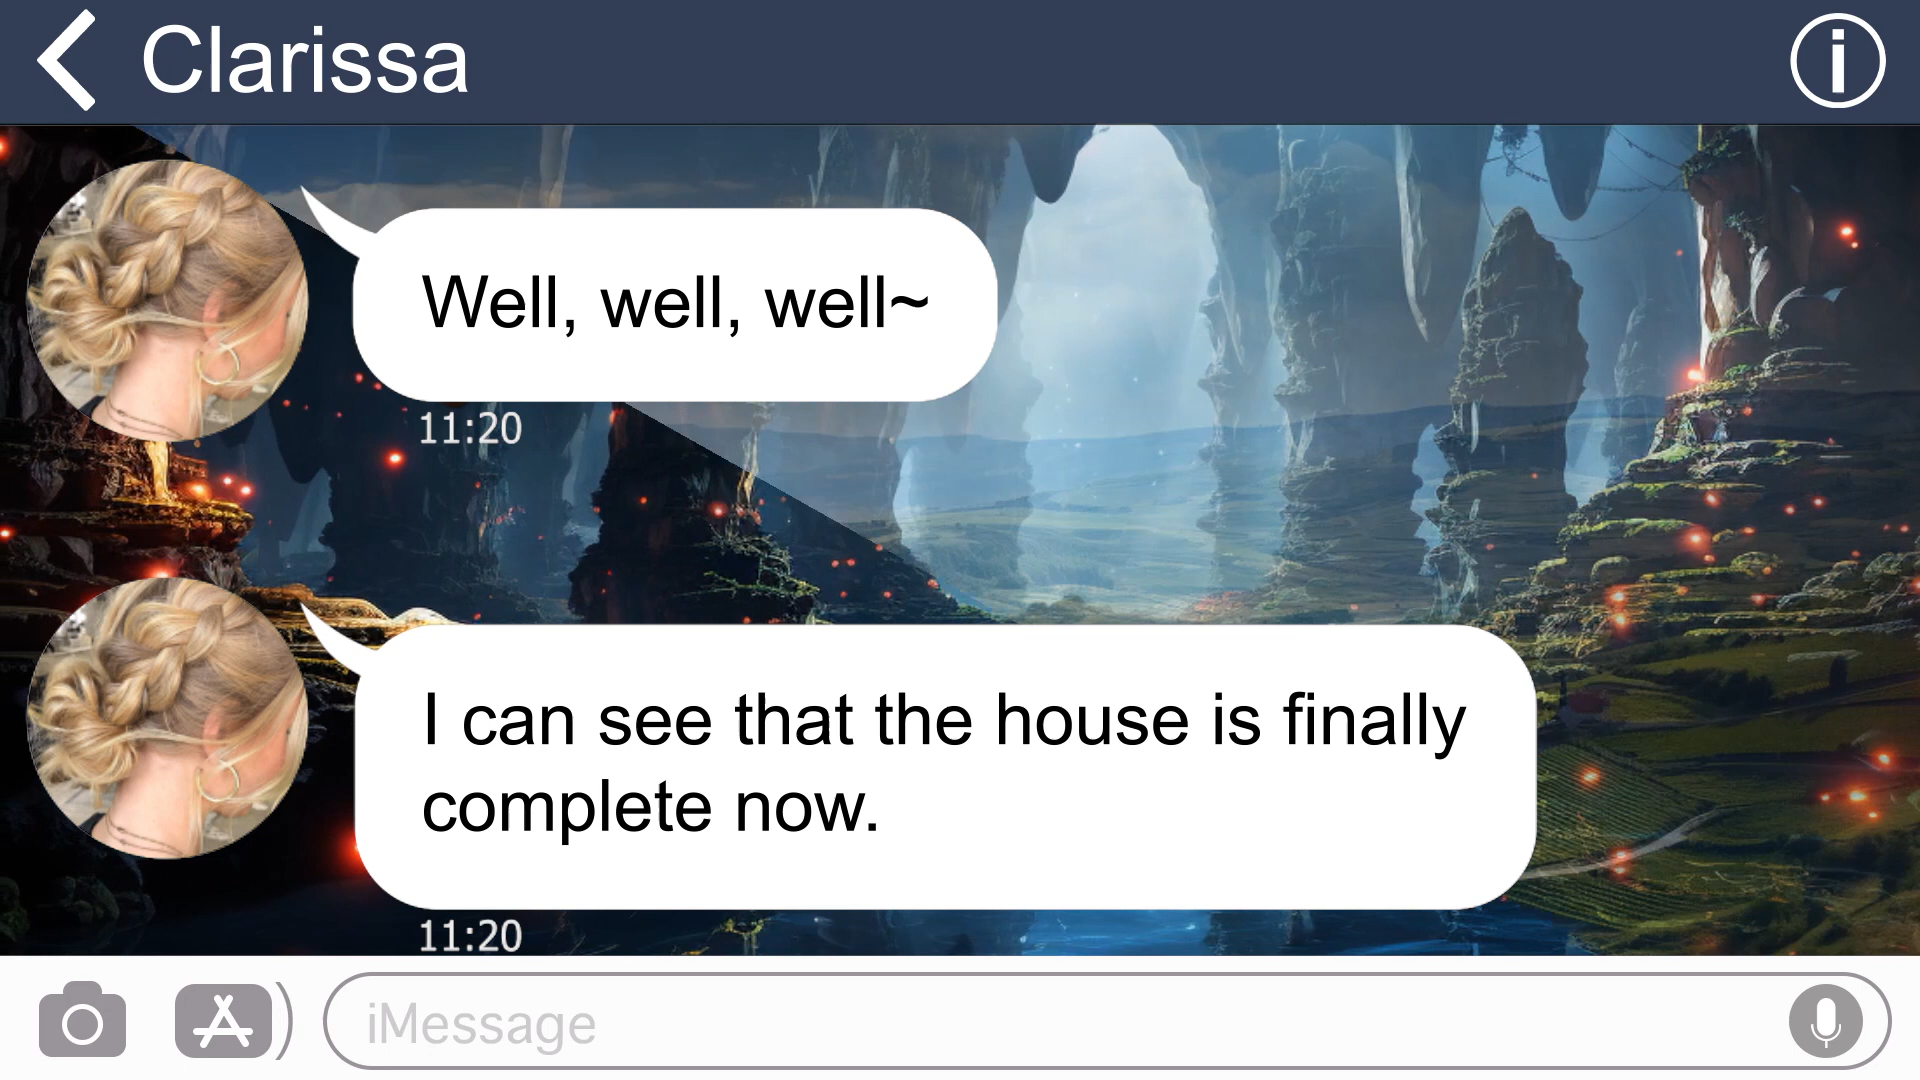 Clarissa
Well, well, well~
11:20
I can see that the house is finally
complete now.
11:20
iMessage